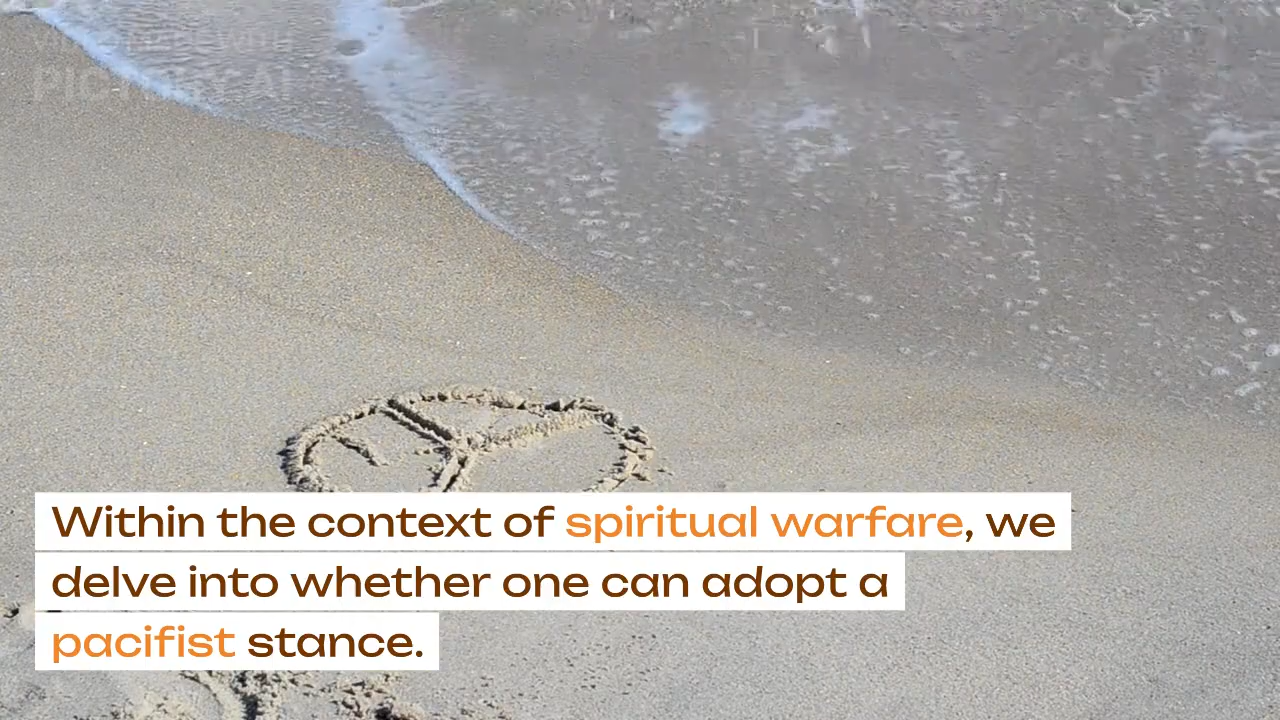 Within the context of spiritual warfare, we
delve into whether one can adopt a
pacifist stance.